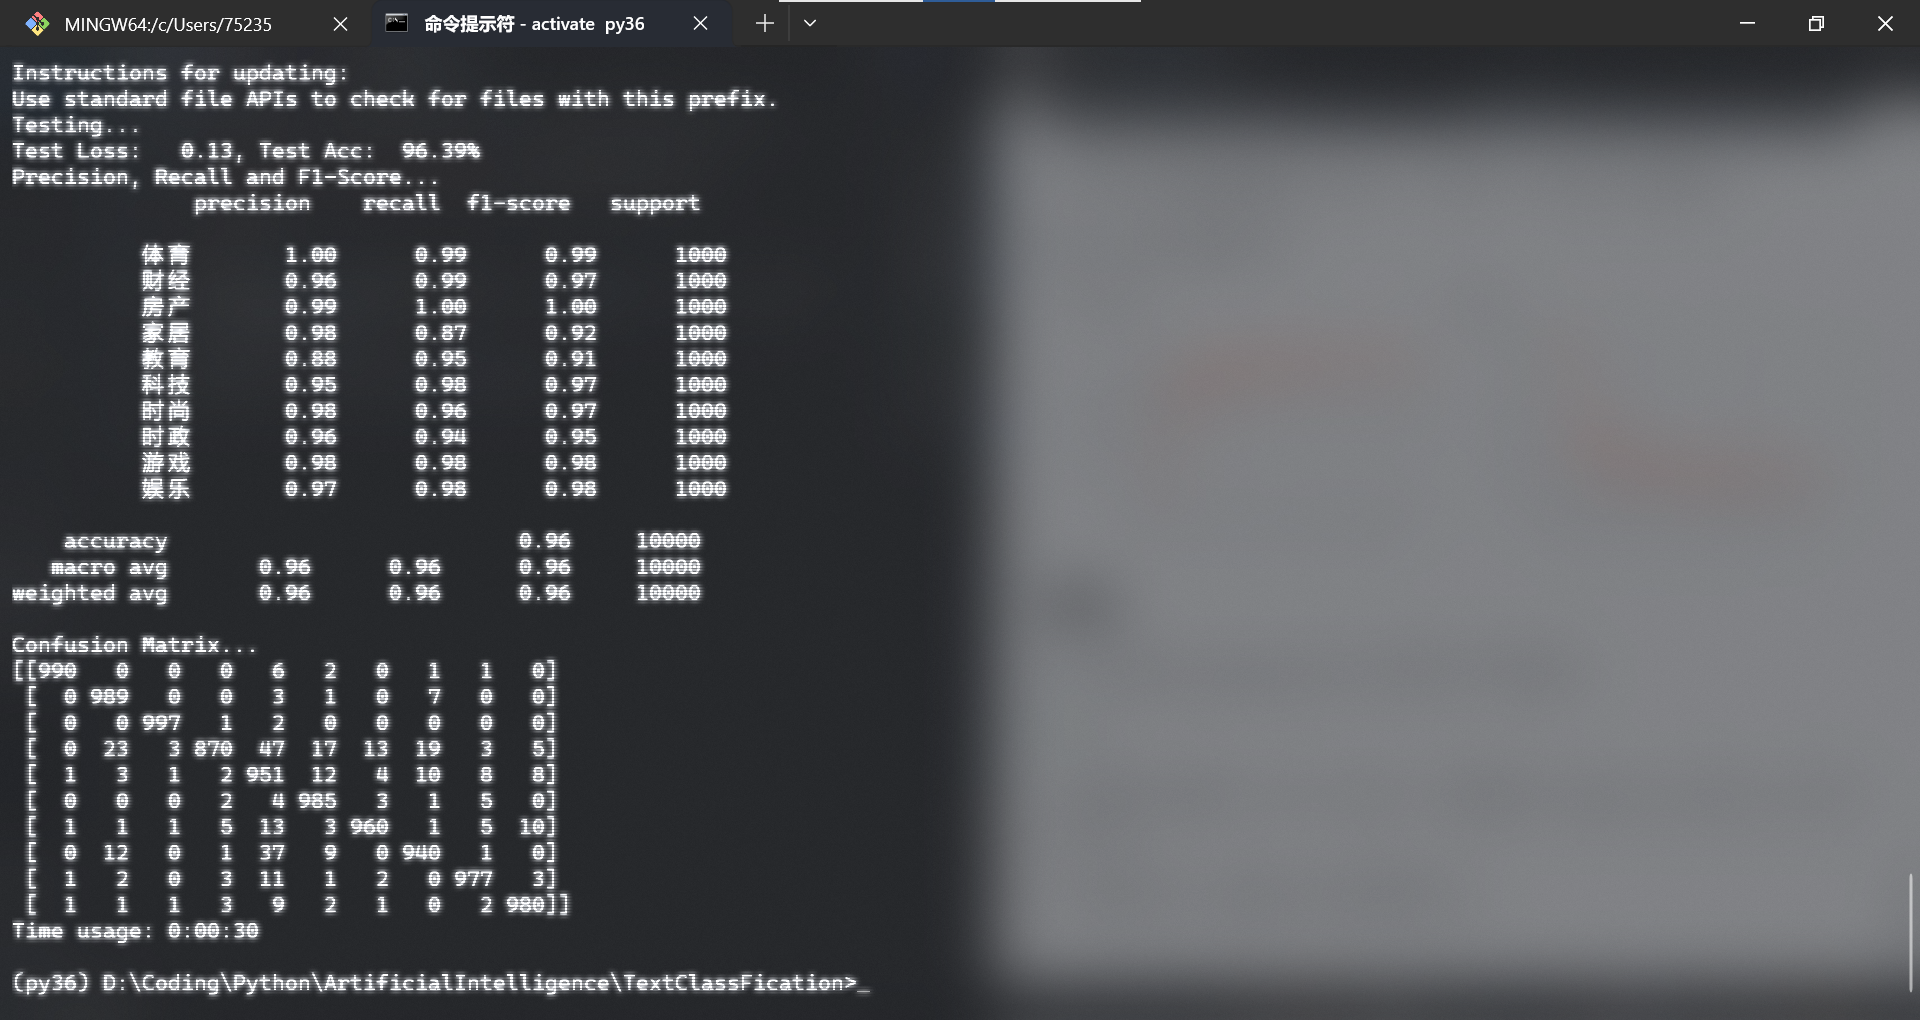 MINGW64:/c/Users/75235
命令提示符 - activate py36
Instructions for updating:
Use standard file APIs to check for files with this prefix.
Testing...
Test Loss:   0.13, Test Acc:  96.39%
Precision, Recall and F1-Score...
              precision    recall  f1-score   support

          体育       1.00      0.99      0.99      1000
          财经       0.96      0.99      0.97      1000
          房产       0.99      1.00      1.00      1000
          家居       0.98      0.87      0.92      1000
          教育       0.88      0.95      0.91      1000
          科技       0.95      0.98      0.97      1000
          时尚       0.98      0.96      0.97      1000
          时政       0.96      0.94      0.95      1000
          游戏       0.98      0.98      0.98      1000
          娱乐       0.97      0.98      0.98      1000

    accuracy                           0.96     10000
   macro avg       0.96      0.96      0.96     10000
weighted avg       0.96      0.96      0.96     10000

Confusion Matrix...
[[990   0   0   0   6   2   0   1   1   0]
 [  0 989   0   0   3   1   0   7   0   0]
 [  0   0 997   1   2   0   0   0   0   0]
 [  0  23   3 870  47  17  13  19   3   5]
 [  1   3   1   2 951  12   4  10   8   8]
 [  0   0   0   2   4 985   3   1   5   0]
 [  1   1   1   5  13   3 960   1   5  10]
 [  0  12   0   1  37   9   0 940   1   0]
 [  1   2   0   3  11   1   2   0 977   3]
 [  1   1   1   3   9   2   1   0   2 980]]
Time usage: 0:00:30

(py36) D:\Coding\Python\ArtificialIntelligence\TextClassFication>_